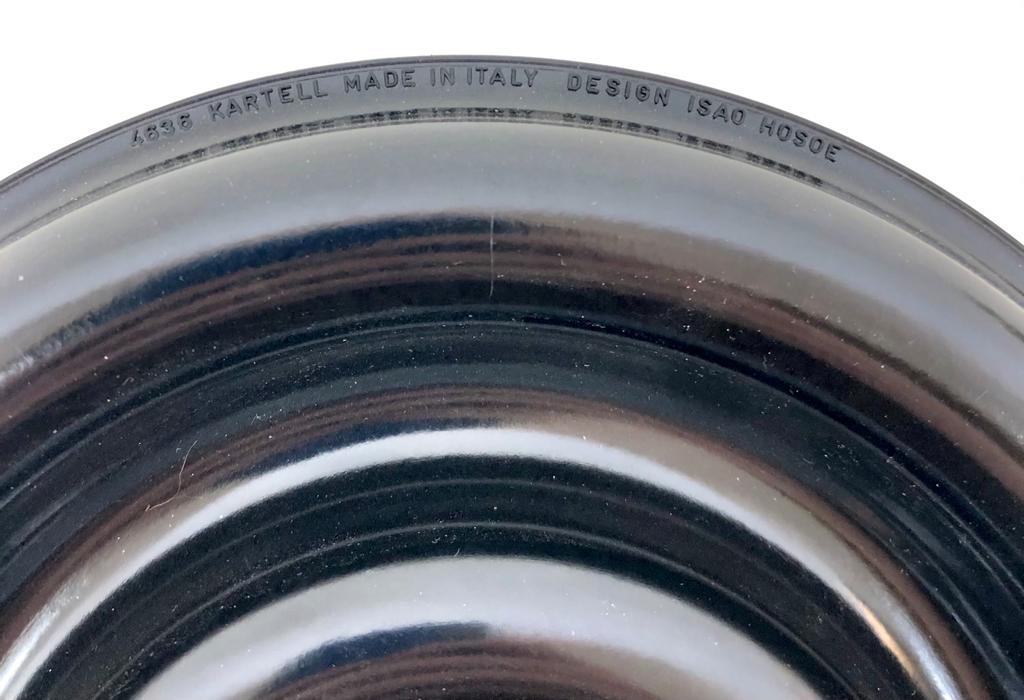 4636 KARTELL MADE IN ITALY DESIGN ISAO HOSOE